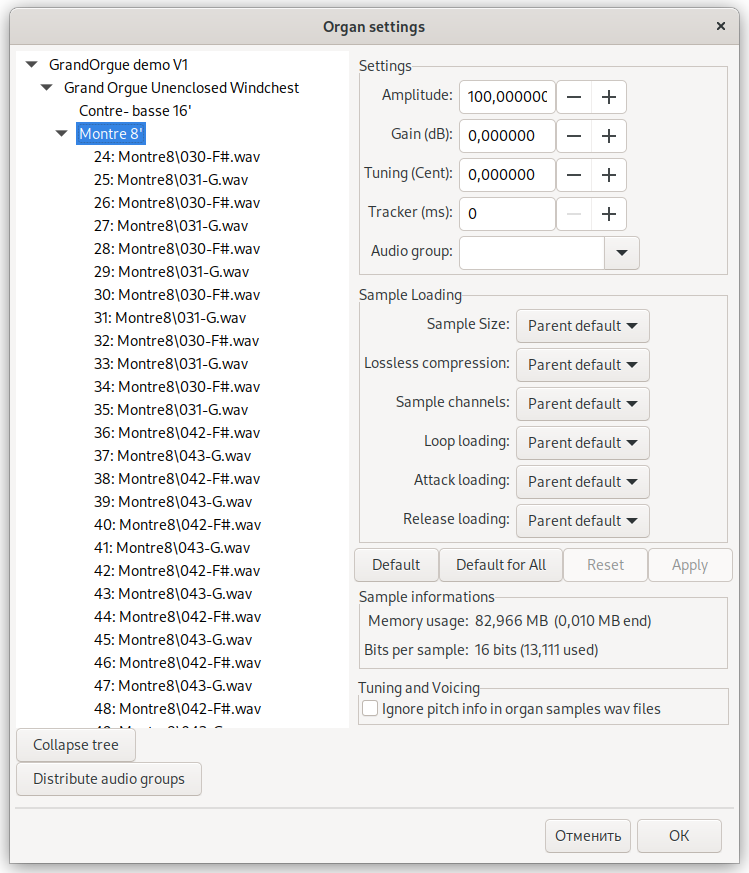 Organ settings
GrandOrgue demo V1
Grand Orgue Unenclosed Windchest
Contre- basse 16'
Montre 8'
24: Montre8\030-F#.wav
25: Montre8\031-G.wav
26: Montre8\030-F#.wav
27: Montre8\031-G.wav
28: Montre8\030-F#.wav
29: Montre8\031-G.wav
30: Montre8\030-F#.wav
31: Montre8\031-G.wav
32: Montre8\030-F#.wav
33: Montre8\031-G.wav
34: Montre8\030-F#.wav
35: Montre8\031-G.wav
36: Montre8\042-F#.wav
37: Montre8\043-G.wav
38: Montre8\042-F#.wav
39: Montre8\043-G.wav
40: Montre8\042-F#.wav
41: Montre8\043-G.wav
42: Montre8\042-F#.wav
43: Montre8\043-G.wav
44: Montre8\042-F#.wav
45: Montre8\043-G.wav
46: Montre8\042-F#.wav
47: Montre8\043-G.wav
48: Montre8\042-F#.wav
Collapse tree
Distribute audio groups
Settings
Amplitude: 100,000000
Gain (dB): 0,000000
Tuning (Cent): 0,000000
Tracker (ms): 0
Audio group:
Sample Loading
Sample Size: Parent default
Lossless compression: Parent default
Sample channels: Parent default
Loop loading: Parent default
Attack loading: Parent default
Release loading: Parent default
Default Default for All Reset Apply
Sample informations
Memory usage: 82,966 MB (0,010 MB end)
Bits per sample: 16 bits (13,111 used)
Tuning and Voicing
Ignore pitch info in organ samples wav files
Отменить OK